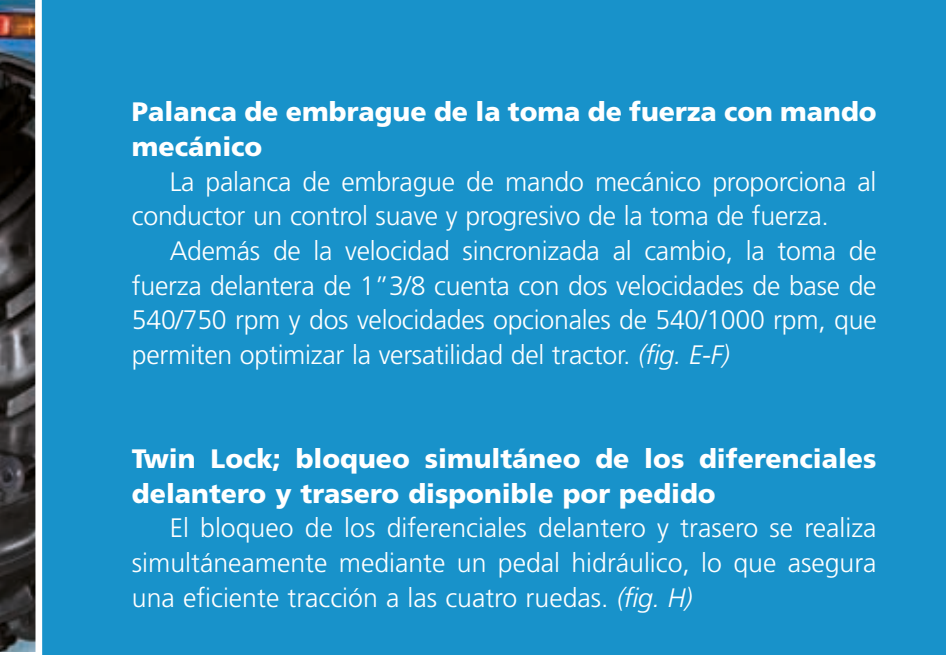 Palanca de embrague de la toma de fuerza con mando
mecánico
La palanca de embrague de mando mecánico proporciona al
conductor un control suave y progresivo de la toma de fuerza.
Además de la velocidad sincronizada al cambio, la toma de
fuerza delantera de 1”3/8 cuenta con dos velocidades de base de
540/750 rpm y dos velocidades opcionales de 540/1000 rpm, que
permiten optimizar la versatilidad del tractor. (fig. E-F)
Twin Lock; bloqueo simultáneo de los diferenciales
delantero y trasero disponible por pedido
El bloqueo de los diferenciales delantero y trasero se realiza
simultáneamente mediante un pedal hidráulico, lo que asegura
una eficiente tracción a las cuatro ruedas. (fig. H)